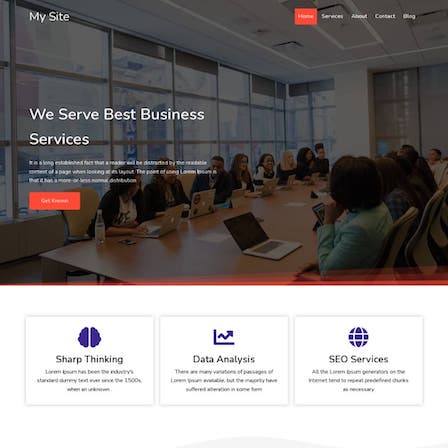 My Site
Home Services About Contact Blog
We Serve Best Business
Services
It is a long established fact that a reader will be distracted by the readable
content of a page when looking at its layout. The point of using Lorem Ipsum is
that it has a more-or-less normal distribution
Get Known
Sharp Thinking
Lorem Ipsum has been the industry's
standard dummy text ever since the 1500s,
when an unknown
Data Analysis
There are many variations of passages of
Lorem Ipsum available, but the majority have
suffered alteration in some form
SEO Services
All the Lorem Ipsum generators on the
Internet tend to repeat predefined chunks
as necessary